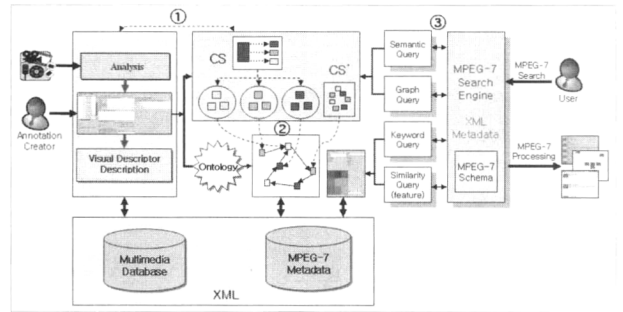 ①
③
Analysis
Annotation
Creator
Visual Descriptor
Description
CS
CS'
②
Ontology
Semantic
Query
Graph
Query
Keyword
Query
Similarity
Query
(feature)
MPEG-7
Search
Engine
XML
Metadata
MPEG-7
Schema
MPEG-7
Search
User
MPEG-7
Processing
Multimedia
Database
MPEG-7
Metadata
XML